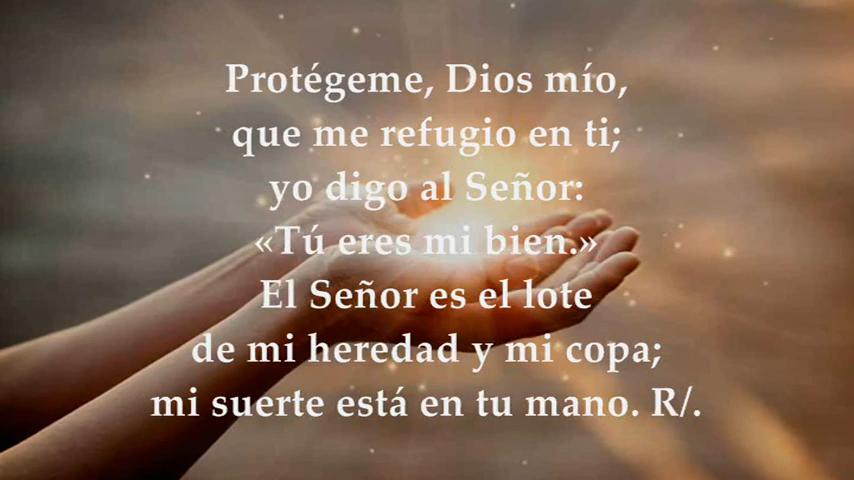 Protégeme, Dios mío,
que me refugio en ti;
yo digo al Señor:
«Tú eres mi bien.»
El Señor es el lote
de mi heredad y mi copa;
mi suerte está en tu mano. R/.